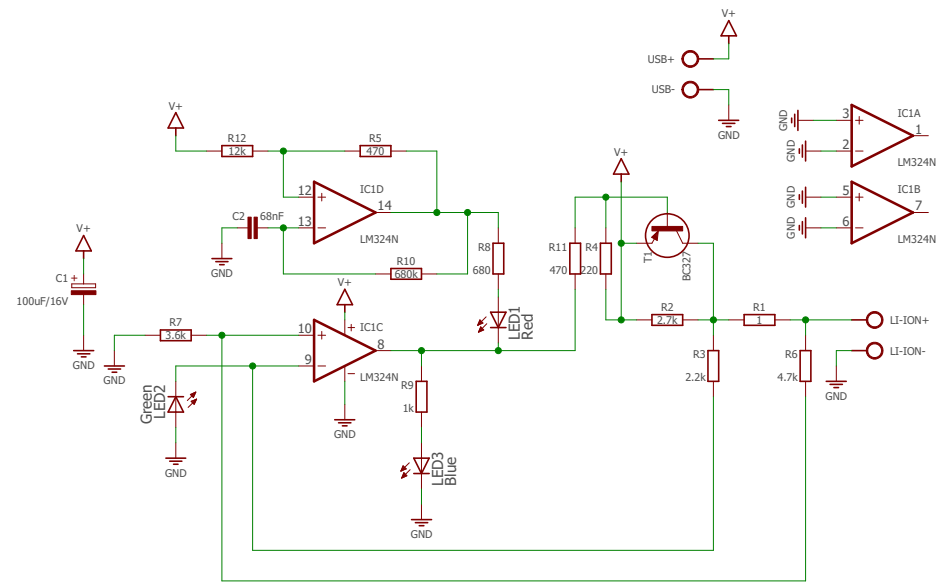 V+
USB+
USB-
GND
V+
R12
12k
R5
470
GND
3
+
2
−
IC1A
1
LM324N
GND
GND
5
+
6
−
IC1B
7
LM324N
GND
V+
12
+
13
−
IC1D
14
LM324N
C2
68nF
GND
R10
680k
R8
680
R11
470
R4
220
T1
BC327
V+
C1
+
100uF/16V
GND
V+
R7
3.6k
GND
10
+
9
−
+
−
IC1C
8
LM324N
GND
LED1
Red
R2
2.7k
R1
1
LI-ION+
LI-ION-
GND
R3
2.2k
R6
4.7k
Green
LED2
GND
R9
1k
LED3
Blue
GND